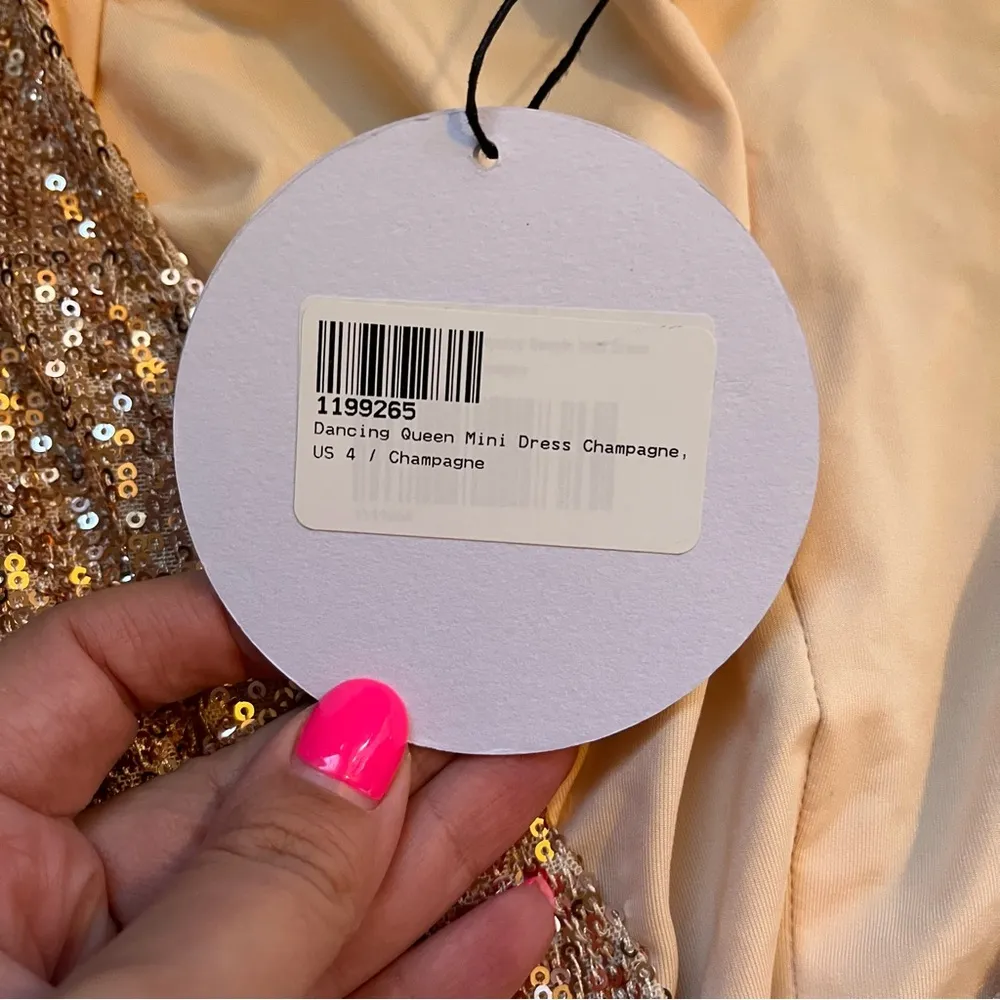 1199265
Dancing Queen Mini Dress Champagne,
US 4 / Champagne